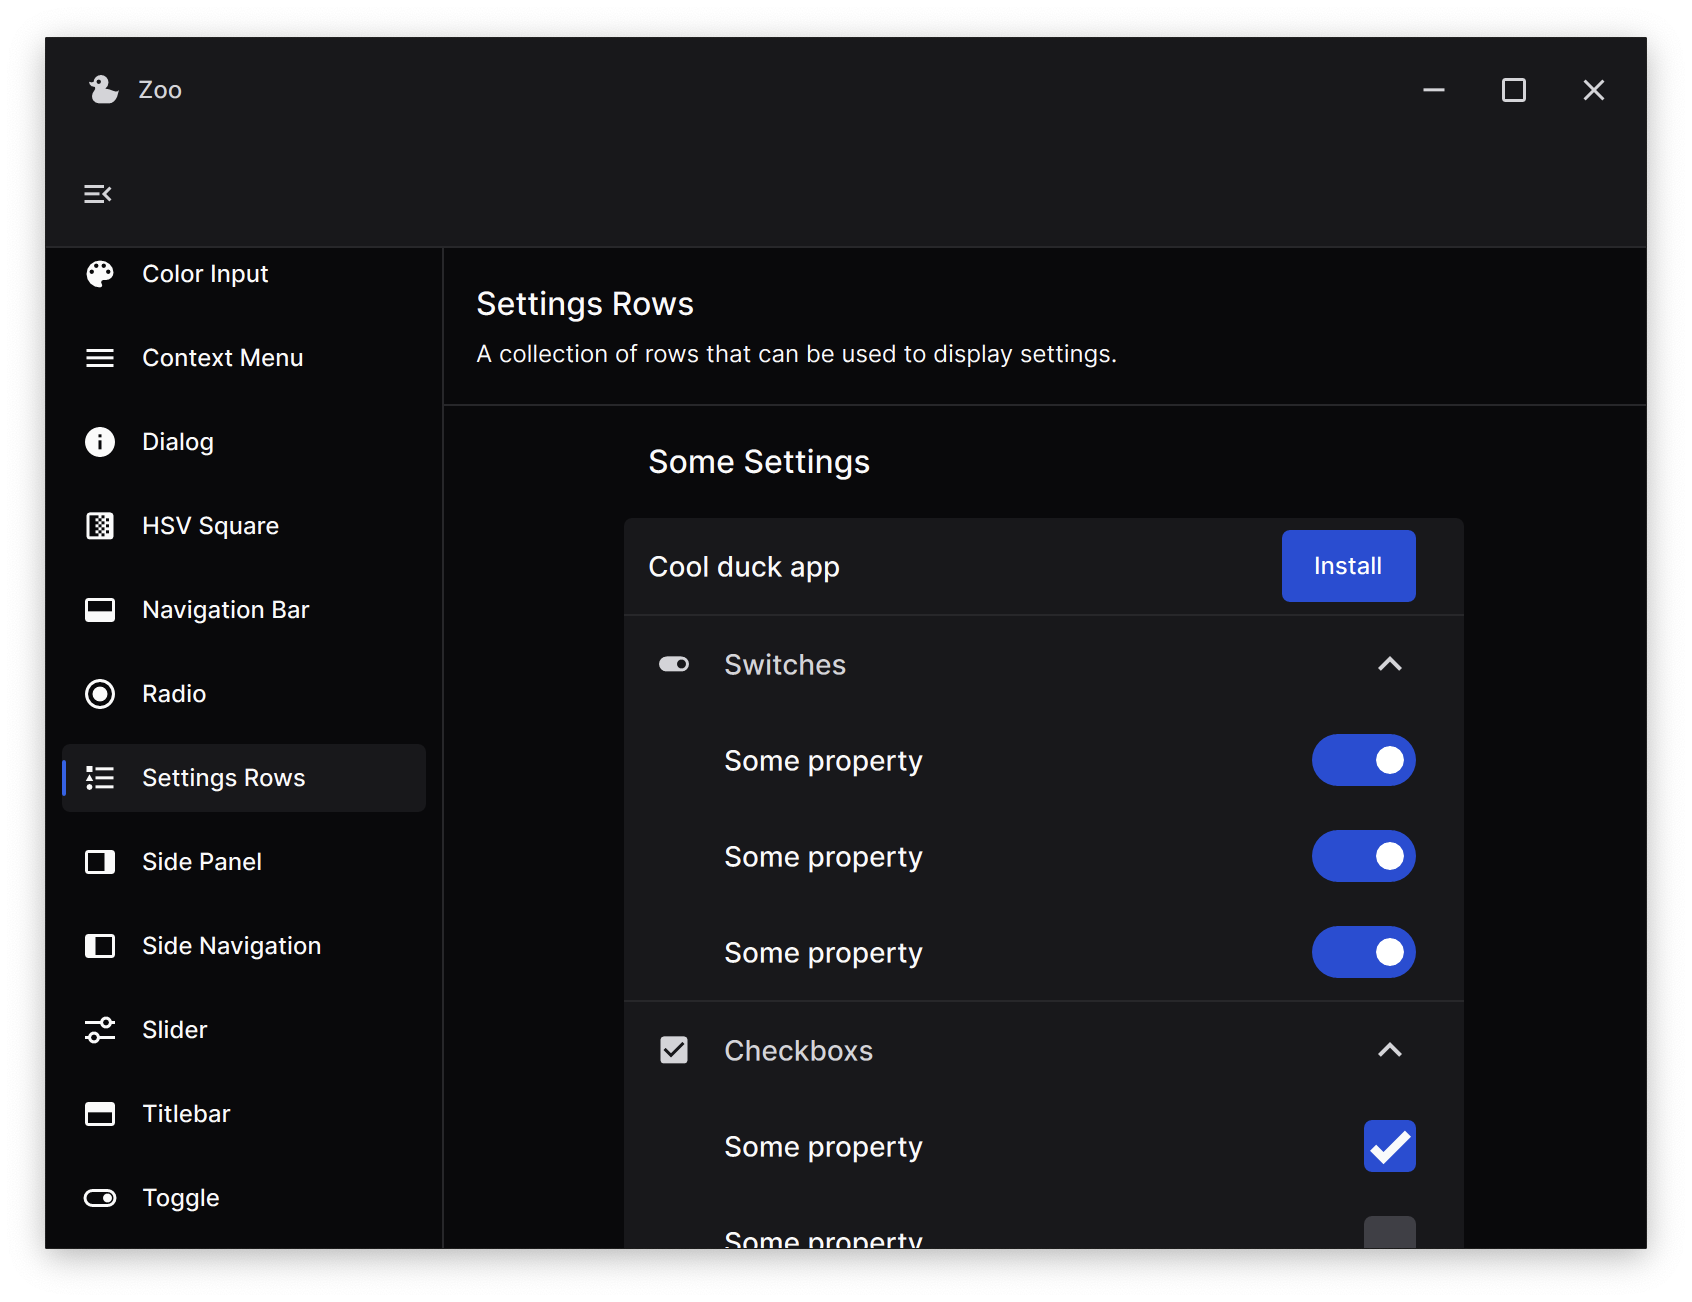 Zoo
Color Input
Context Menu
Dialog
HSV Square
Navigation Bar
Radio
Settings Rows
Side Panel
Side Navigation
Slider
Titlebar
Toggle
Settings Rows
A collection of rows that can be used to display settings.
Some Settings
Cool duck app
Install
Switches
Some property
Some property
Some property
Checkboxs
Some property
Some property